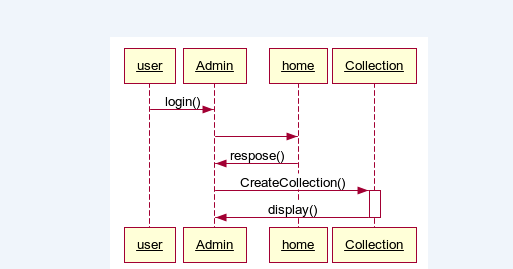 user Admin home Collection
login()
respose()
CreateCollection()
display()
user Admin home Collection